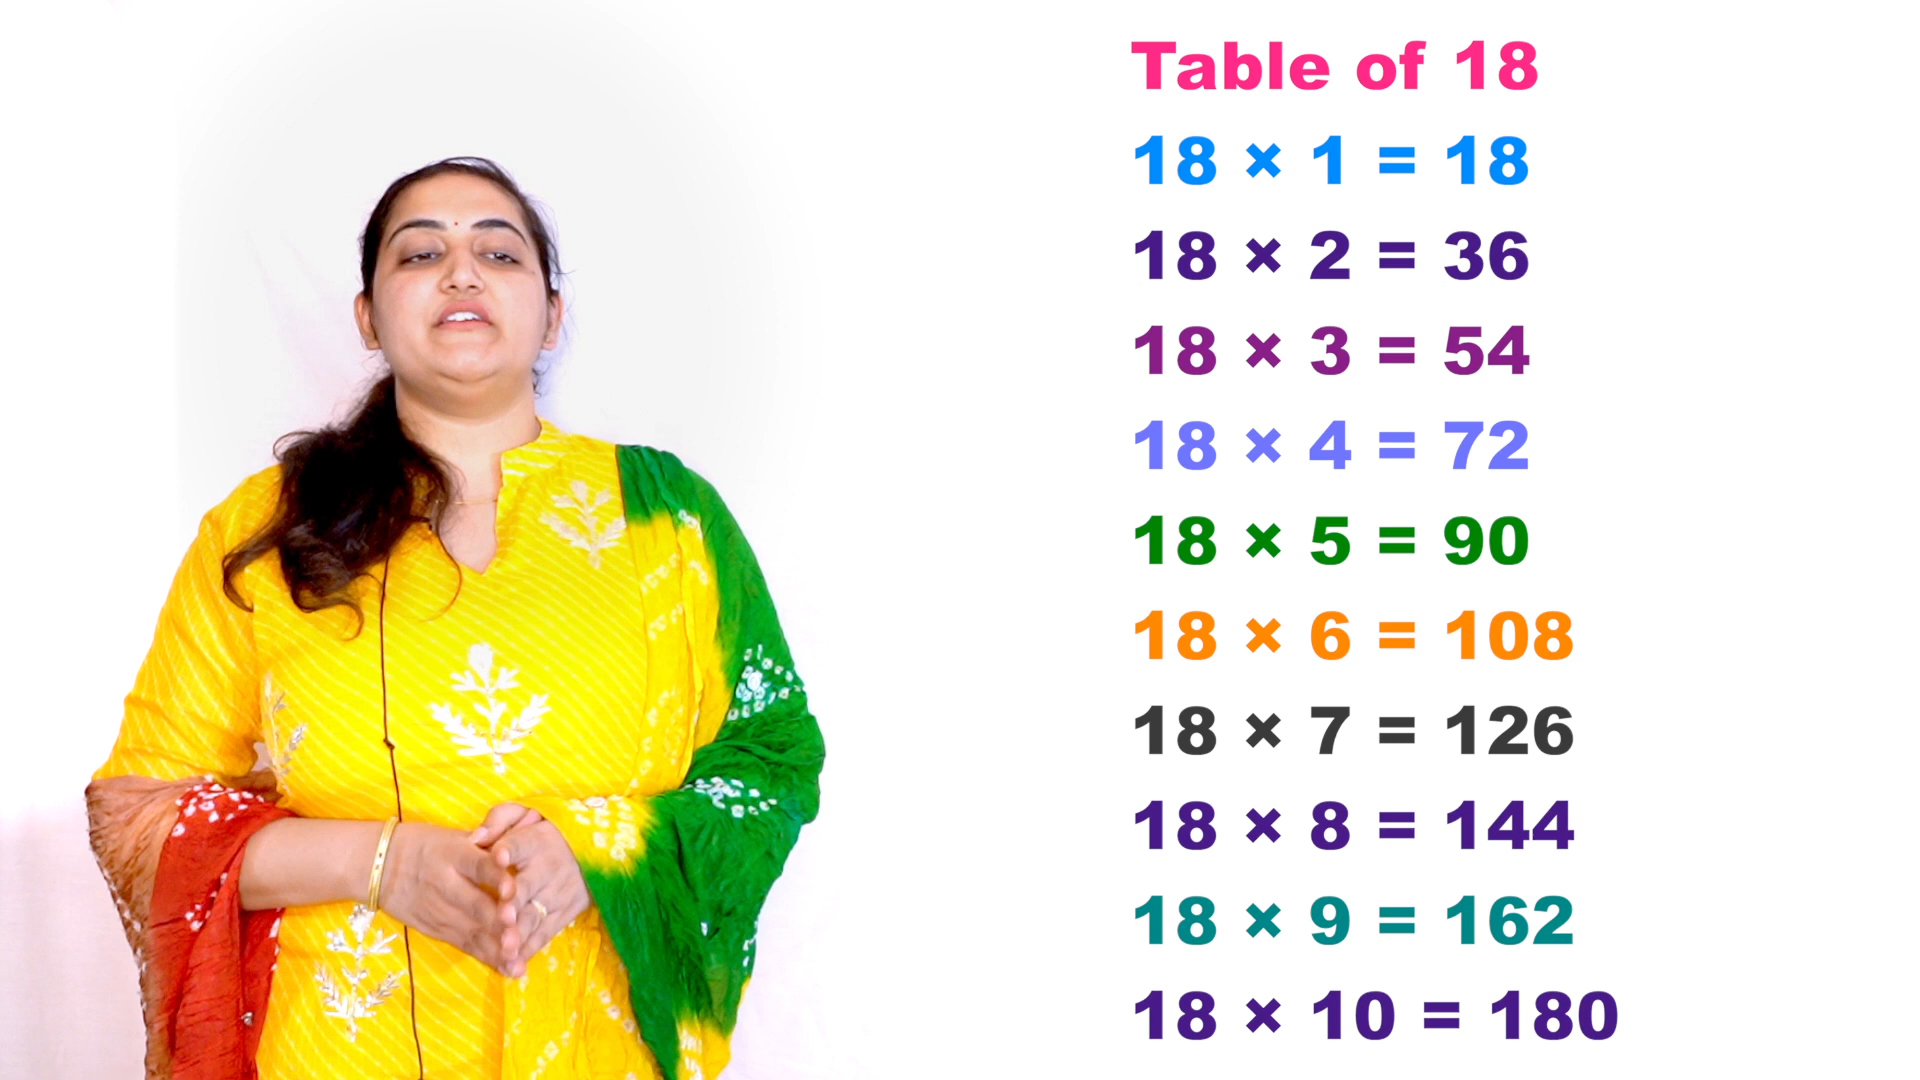 Table of 18
18 × 1 = 18
18 × 2 = 36
18 × 3 = 54
18 × 4 = 72
18 × 5 = 90
18 × 6 = 108
18 × 7 = 126
18 × 8 = 144
18 × 9 = 162
18 × 10 = 180